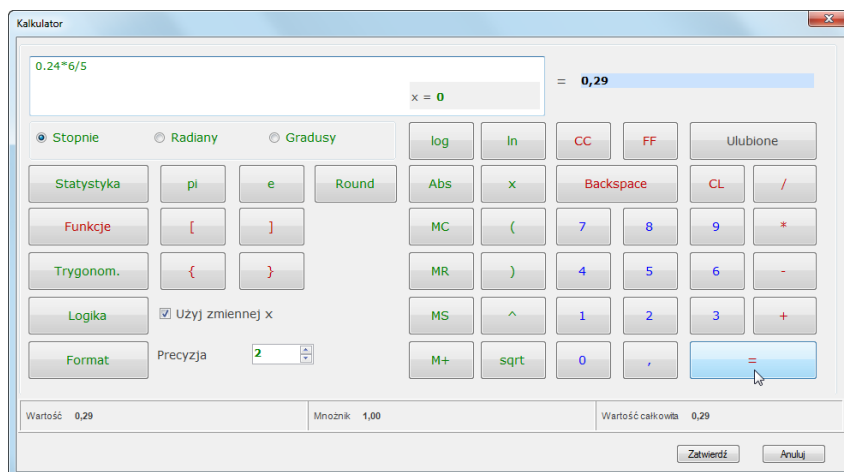 Kalkulator
0.24*6/5
x = 0
= 0,29
Stopnie Radiany Gradusy log ln CC FF Ulubione
Statystyka pi e Round Abs x Backspace CL /
Funkcje [ ] MC ( 7 8 9 *
Trygonom. { } MR ) 4 5 6 -
Logika Użyj zmiennej x MS ^ 1 2 3 +
Format Precyzja 2 M+ sqrt 0 , =
Wartość 0,29 Mnożnik 1,00 Wartość całkowita 0,29
Zatwierdź Anuluj